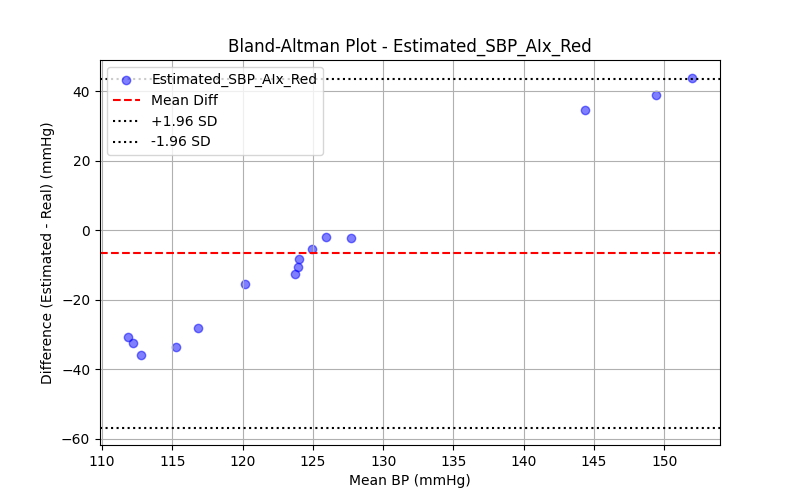 Bland-Altman Plot - Estimated_SBP_AIx_Red
Estimated_SBP_AIx_Red
Mean Diff
+1.96 SD
-1.96 SD
Difference (Estimated - Real) (mmHg)
40
20
0
−20
−40
−60
110 115 120 125 130 135 140 145 150
Mean BP (mmHg)